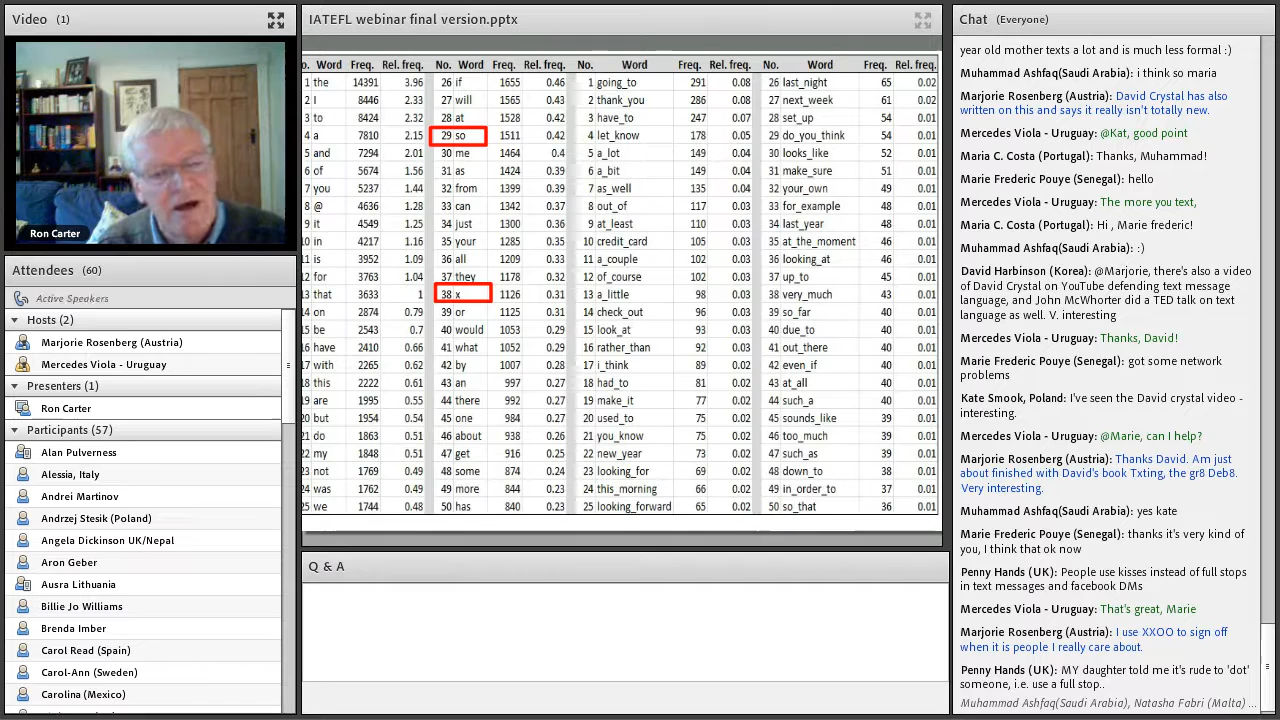 Video (1)
Ron Carter
Attendees (60)
Active Speakers
Hosts (2)
Marjorie Rosenberg (Austria)
Mercedes Viola - Uruguay
Presenters (1)
Ron Carter
Participants (57)
Alan Pulverness
Alessia, Italy
Andrei Martinov
Andrzej Stesik (Poland)
Angela Dickinson UK/Nepal
Aron Geber
Ausra Lithuania
Billie Jo Williams
Brenda Imber
Carol Read (Spain)
Carol-Ann (Sweden)
Carolina (Mexico)
IATEFL webinar final version.pptx
o. Word Freq. Rel. freq. No. Word Freq. Rel. freq. No. Word Freq. Rel. freq. No. Word Freq. Rel. freq.
1 the 14391 3.96 26 if 1655 0.46 1 going_to 291 0.08 26 last_night 65 0.02
2 I 8446 2.33 27 will 1565 0.43 2 thank_you 286 0.08 27 next_week 61 0.02
3 to 8424 2.32 28 at 1528 0.42 3 have_to 247 0.07 28 set_up 54 0.01
4 a 7810 2.15 29 so 1511 0.42 4 let_know 178 0.05 29 do_you_think 54 0.01
5 and 7294 2.01 30 me 1464 0.4 5 a_lot 149 0.04 30 looks_like 52 0.01
6 of 5674 1.56 31 as 1424 0.39 6 a_bit 149 0.04 31 make_sure 51 0.01
7 you 5237 1.44 32 from 1399 0.39 7 as_well 135 0.04 32 your_own 49 0.01
8 @ 4636 1.28 33 can 1342 0.37 8 out_of 117 0.03 33 for_example 48 0.01
9 it 4549 1.25 34 just 1300 0.36 9 at_least 110 0.03 34 last_year 48 0.01
10 in 4217 1.16 35 your 1285 0.35 10 credit_card 105 0.03 35 at_the_moment 46 0.01
11 is 3952 1.09 36 all 1209 0.33 11 a_couple 102 0.03 36 looking_at 46 0.01
12 for 3763 1.04 37 they 1178 0.32 12 of_course 102 0.03 37 up_to 45 0.01
13 that 3633 1 38 x 1126 0.31 13 a_little 98 0.03 38 very_much 43 0.01
14 on 2874 0.79 39 or 1125 0.31 14 check_out 96 0.03 39 so_far 40 0.01
15 be 2543 0.7 40 would 1053 0.29 15 look_at 93 0.03 40 due_to 40 0.01
16 have 2410 0.66 41 what 1052 0.29 16 rather_than 92 0.03 41 out_there 40 0.01
17 with 2265 0.62 42 by 1007 0.28 17 i_think 89 0.02 42 even_if 40 0.01
18 this 2222 0.61 43 an 997 0.27 18 had_to 81 0.02 43 at_all 40 0.01
19 are 1995 0.55 44 there 992 0.27 19 make_it 77 0.02 44 such_a 40 0.01
20 but 1954 0.54 45 one 984 0.27 20 used_to 75 0.02 45 sounds_like 39 0.01
21 do 1863 0.51 46 about 938 0.26 21 you_know 75 0.02 46 too_much 39 0.01
22 my 1848 0.51 47 get 916 0.25 22 new_year 73 0.02 47 such_as 39 0.01
23 not 1769 0.49 48 some 874 0.24 23 looking_for 69 0.02 48 down_to 38 0.01
24 was 1762 0.49 49 more 844 0.23 24 this_morning 66 0.02 49 in_order_to 37 0.01
25 we 1744 0.48 50 has 840 0.23 25 looking_forward 65 0.02 50 so_that 36 0.01
Q & A
Chat (Everyone)
year old mother texts a lot and is much less formal :)
Muhammad Ashfaq(Saudi Arabia): i think so maria
Marjorie Rosenberg (Austria): David Crystal has also
written on this and says it really isn't totally new.
Mercedes Viola - Uruguay: @Kat, good point
Maria C. Costa (Portugal): Thanks, Muhammad!
Marie Frederic Pouye (Senegal): hello
Mercedes Viola - Uruguay: The more you text,
Maria C. Costa (Portugal): Hi , Marie frederic!
Muhammad Ashfaq(Saudi Arabia): :)
David Harbinson (Korea): @Marjorie, there's also a video
of David Crystal on YouTube defending text message
language, and John McWhorter did a TED talk on text
language as well. V. interesting
Mercedes Viola - Uruguay: Thanks, David!
Marie Frederic Pouye (Senegal): got some network
problems
Kate Smook, Poland: I've seen the David crystal video -
interesting.
Mercedes Viola - Uruguay: @Marie, can I help?
Marjorie Rosenberg (Austria): Thanks David. Am just
about finished with David's book Txting, the gr8 Deb8.
Very interesting.
Muhammad Ashfaq(Saudi Arabia): yes kate
Marie Frederic Pouye (Senegal): thanks it's very kind of
you, I think that ok now
Penny Hands (UK): People use kisses instead of full stops
in text messages and facebook DMs
Mercedes Viola - Uruguay: That's great, Marie
Marjorie Rosenberg (Austria): I use XXOO to sign off
when it is people I really care about.
Penny Hands (UK): MY daughter told me it's rude to 'dot'
someone, i.e. use a full stop..
Muhammad Ashfaq(Saudi Arabia), Natasha Fabri (Malta) ...